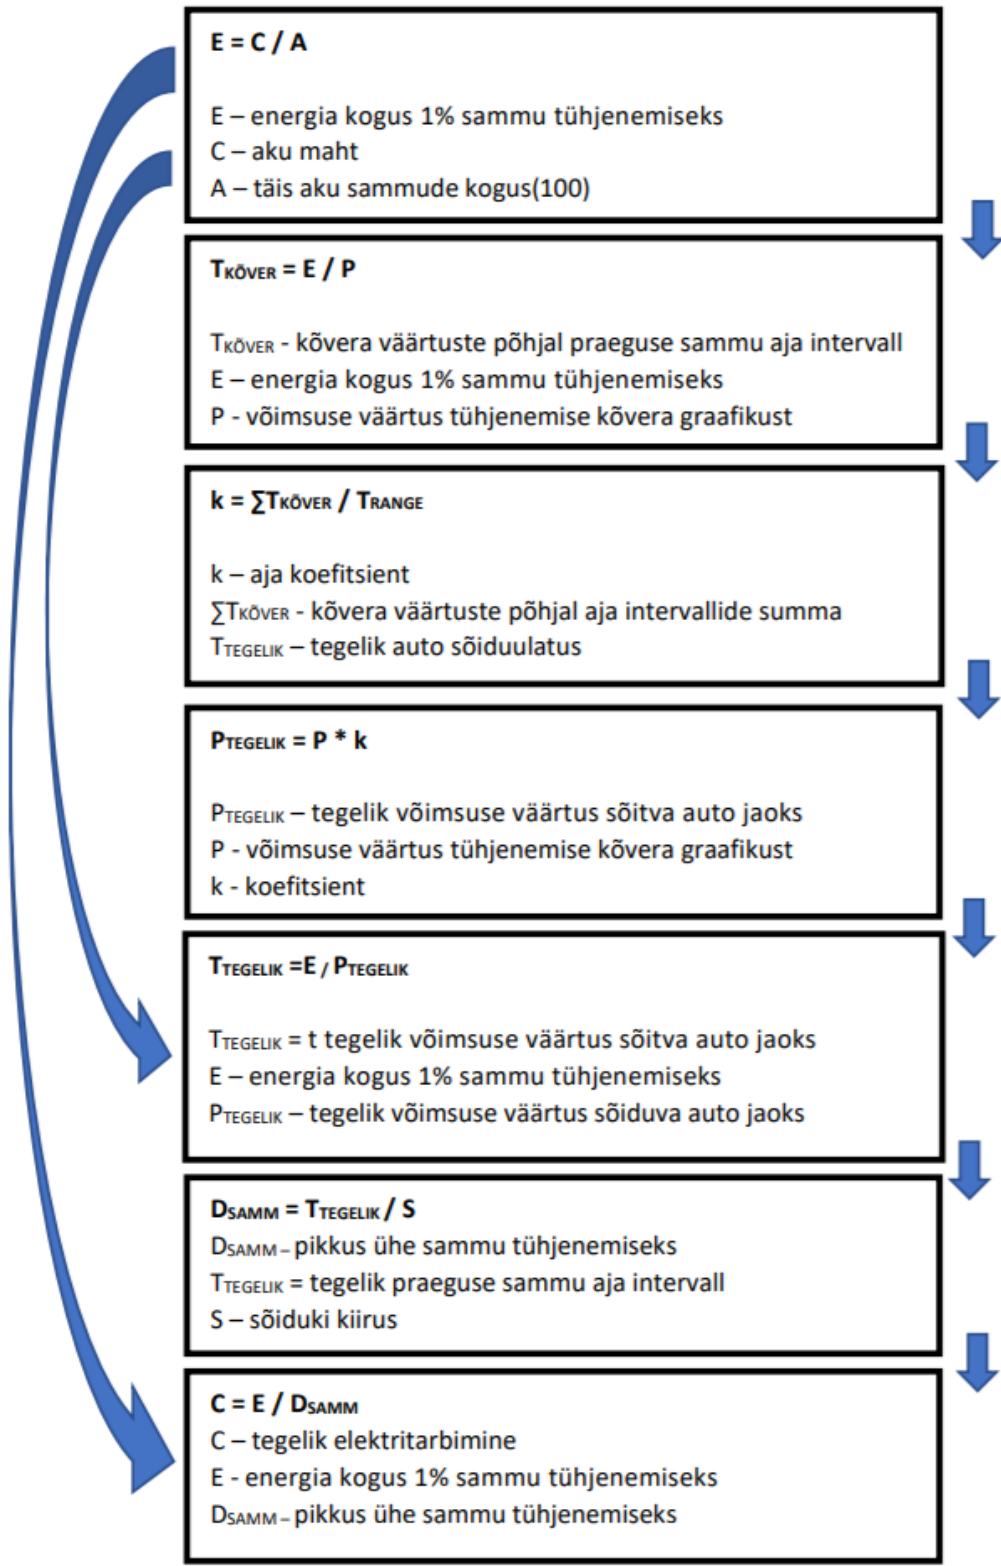 E = C / A
E – energia kogus 1% sammu tühjenemiseks
C – aku maht
A – täis aku sammude kogus(100)
TKÕVER = E / P
TKÕVER - kõvera väärtuste põhjal praeguse sammu aja intervall
E – energia kogus 1% sammu tühjenemiseks
P - võimsuse väärtus tühjenemise kõvera graafikust
k = ∑TKÕVER / TRANGE
k – aja koefitsient
∑TKÕVER - kõvera väärtuste põhjal aja intervallide summa
TTEGELIK – tegelik auto sõiduulatus
PTEGELIK = P * k
PTEGELIK – tegelik võimsuse väärtus sõitva auto jaoks
P - võimsuse väärtus tühjenemise kõvera graafikust
k - koefitsient
TTEGELIK =E / PTEGELIK
TTEGELIK = t tegelik võimsuse väärtus sõitva auto jaoks
E – energia kogus 1% sammu tühjenemiseks
PTEGELIK – tegelik võimsuse väärtus sõiduva auto jaoks
DSAMM = TTEGELIK / S
DSAMM – pikkus ühe sammu tühjenemiseks
TTEGELIK = tegelik praeguse sammu aja intervall
S – sõiduki kiirus
C = E / DSAMM
C – tegelik elektritarbimine
E - energia kogus 1% sammu tühjenemiseks
DSAMM – pikkus ühe sammu tühjenemiseks